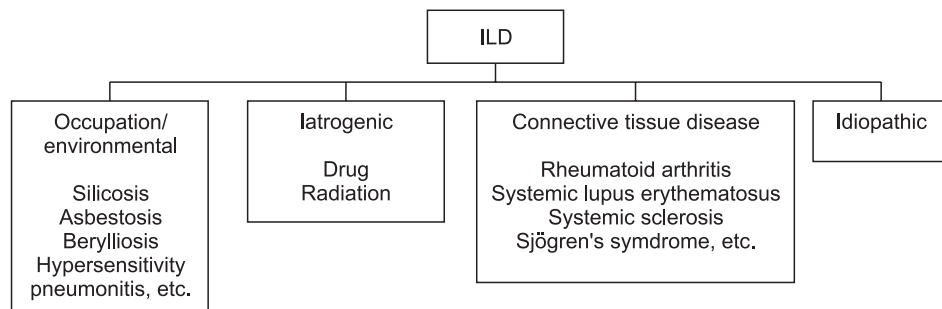 ILD
Occupation/
environmental
Silicosis
Asbestosis
Berylliosis
Hypersensitivity
pneumonitis, etc.
Iatrogenic
Drug
Radiation
Connective tissue disease
Rheumatoid arthritis
Systemic lupus erythematosus
Systemic sclerosis
Sjögren's symdrome, etc.
Idiopathic